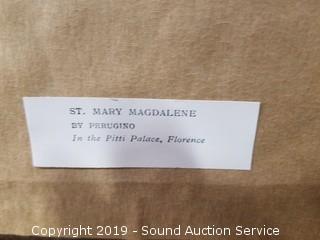 ST. MARY MAGDALENE
BY PERUGINO
In the Pitti Palace, Florence
Copyright 2019 - Sound Auction Service